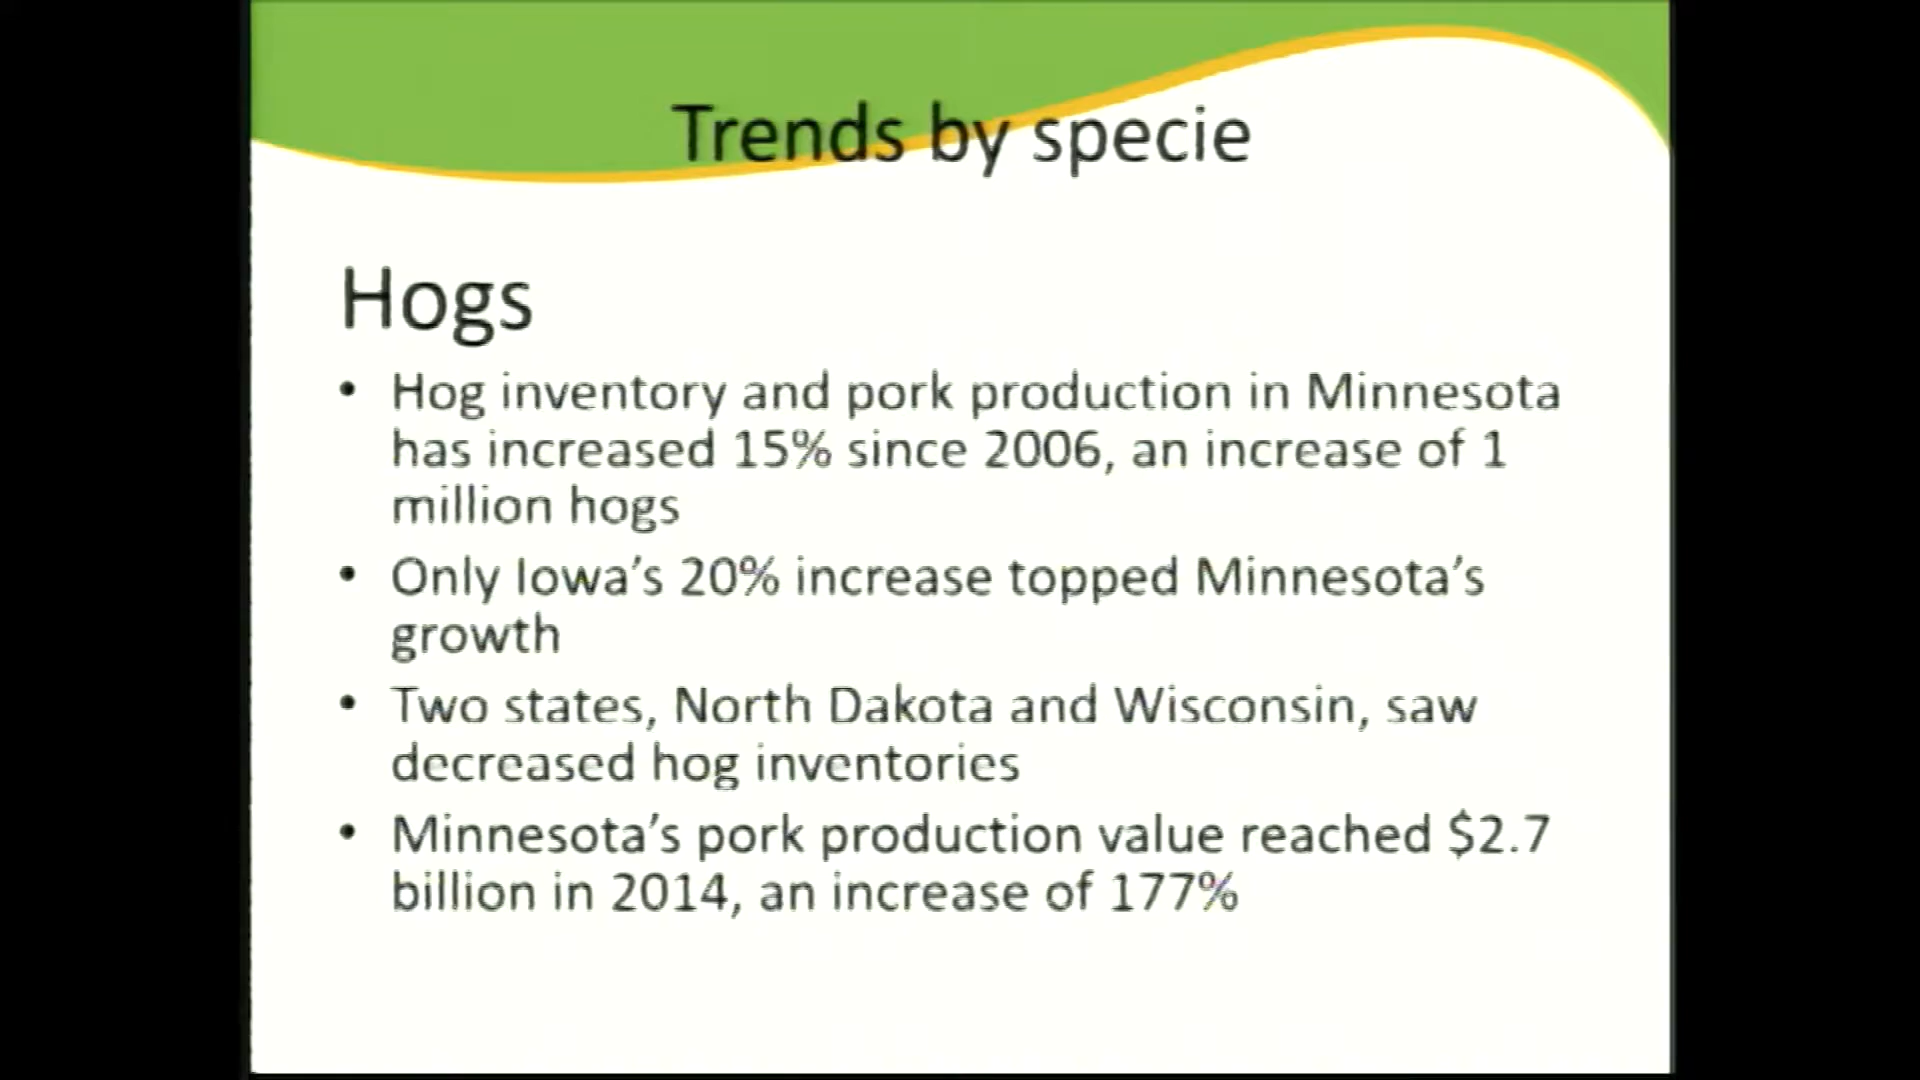 Trends by specie
Hogs
• Hog inventory and pork production in Minnesota
has increased 15% since 2006, an increase of 1
million hogs
• Only Iowa’s 20% increase topped Minnesota’s
growth
• Two states, North Dakota and Wisconsin, saw
decreased hog inventories
• Minnesota’s pork production value reached $2.7
billion in 2014, an increase of 177%